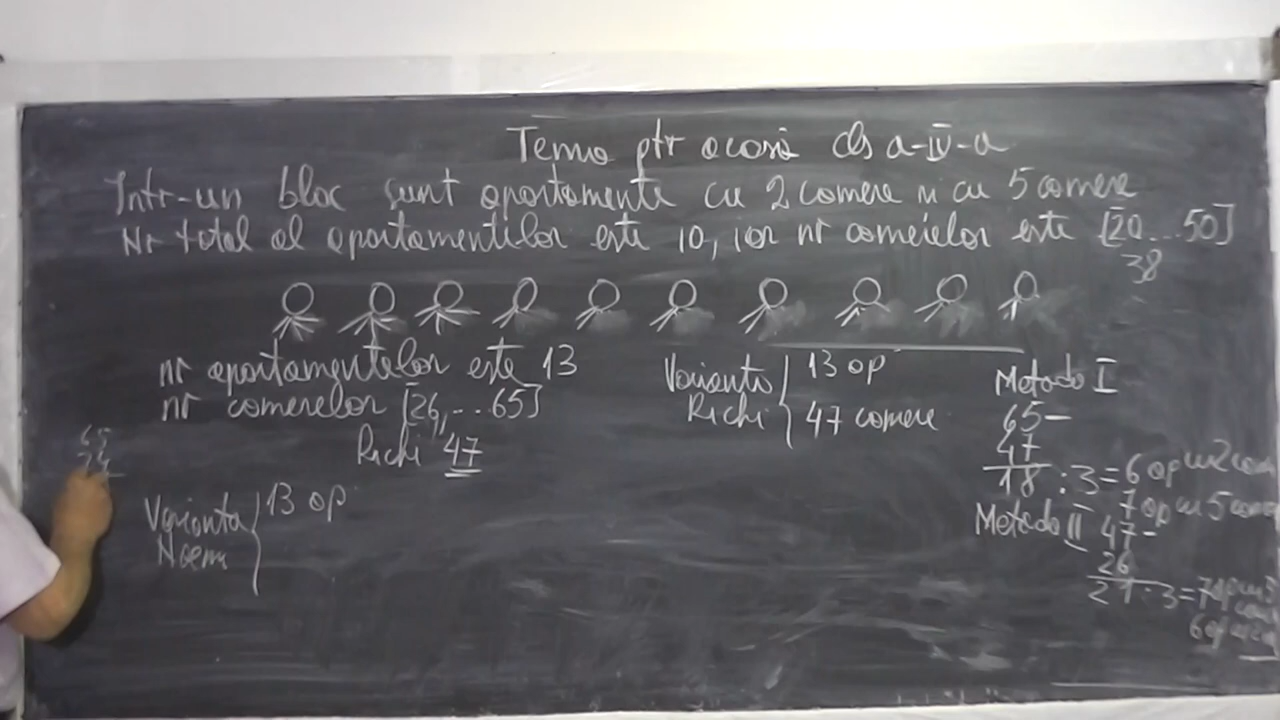 Tema ptr acasă cls a-IV-a
Într-un bloc sunt apartamente cu 2 camere și cu 5 camere
Nr total al apartamentelor este 10, iar nr camerelor este [20...50]
38
nr apartamentelor este 13
nr camerelor [26,...65]
Richi 47
Varianta Richi
13 ap
47 camere
Metoda I
65-
47
18 : 3 = 6 ap cu 2 cam
7 ap cu 5 came
Metoda II 47-
26
21 : 3 = 7 ap cu
6 ap cu 2
65
Varianta Noemi
13 ap